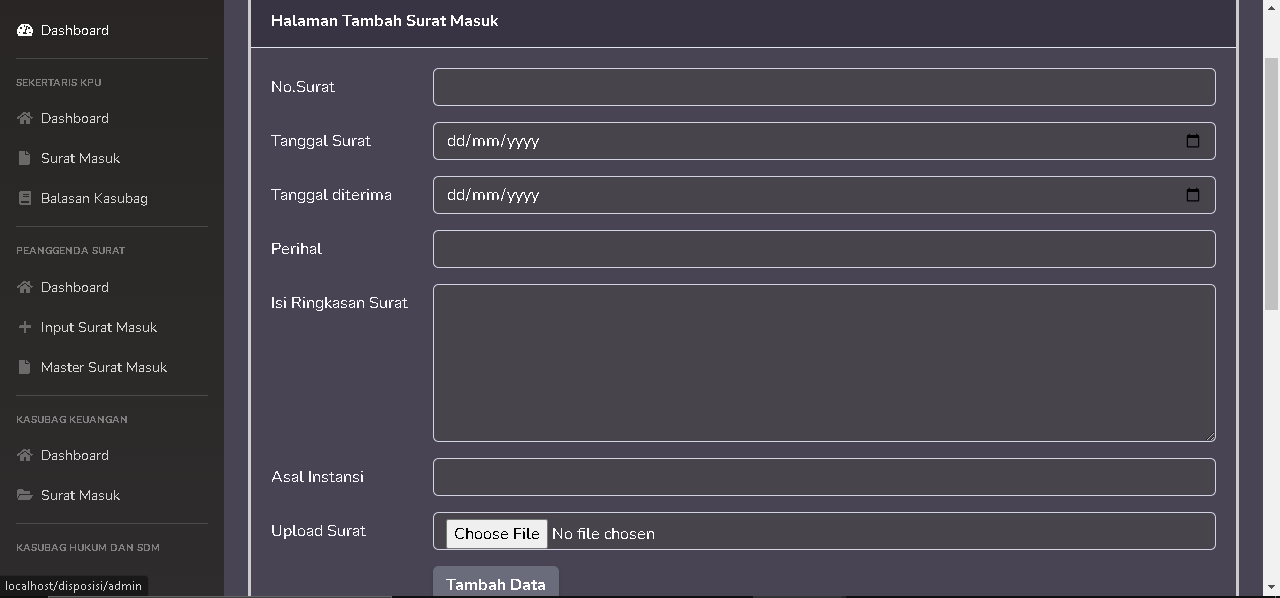 Dashboard
SEKERTARIS KPU
Dashboard
Surat Masuk
Balasan Kasubag
PEANGGENDA SURAT
Dashboard
Input Surat Masuk
Master Surat Masuk
KASUBAG KEUANGAN
Dashboard
Surat Masuk
KASUBAG HUKUM DAN SDM
localhost/disposisi/admin
Halaman Tambah Surat Masuk
No.Surat
Tanggal Surat dd/mm/yyyy
Tanggal diterima dd/mm/yyyy
Perihal
Isi Ringkasan Surat
Asal Instansi
Upload Surat Choose File No file chosen
Tambah Data